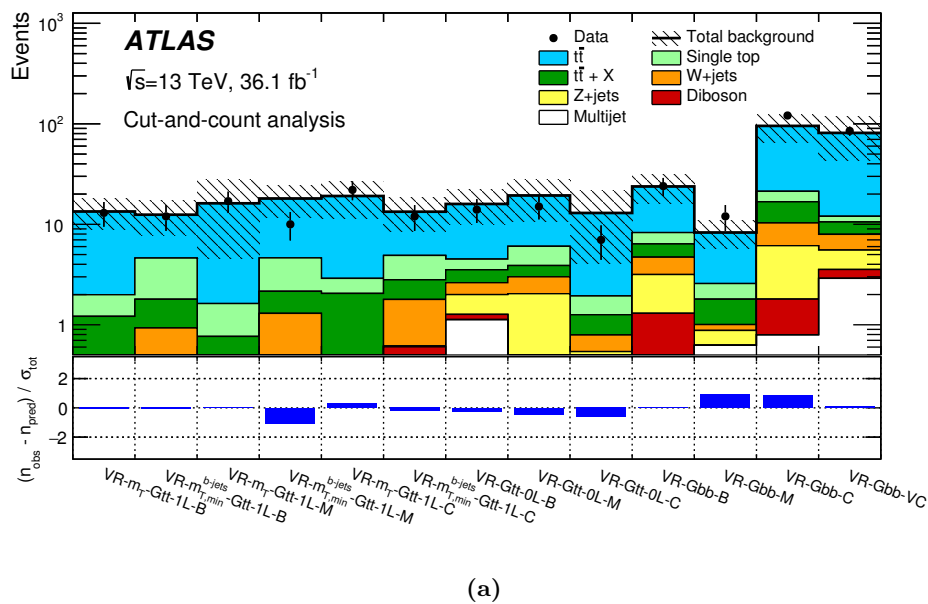 Events
10³
10²
10
1
ATLAS
√s=13 TeV, 36.1 fb⁻¹
Cut-and-count analysis
Data
Total background
tt̄
Single top
tt̄ + X
W+jets
Z+jets
Diboson
Multijet
(n_obs - n_pred) / σ_tot
2
0
−2
VR-m_T-Gtt-1L-B
VR-m_T,min^b-jets-Gtt-1L-B
VR-m_T-Gtt-1L-M
VR-m_T,min^b-jets-Gtt-1L-M
VR-m_T-Gtt-1L-C
VR-m_T,min^b-jets-Gtt-1L-C
VR-Gtt-0L-B
VR-Gtt-0L-M
VR-Gtt-0L-C
VR-Gbb-B
VR-Gbb-M
VR-Gbb-C
VR-Gbb-VC
(a)